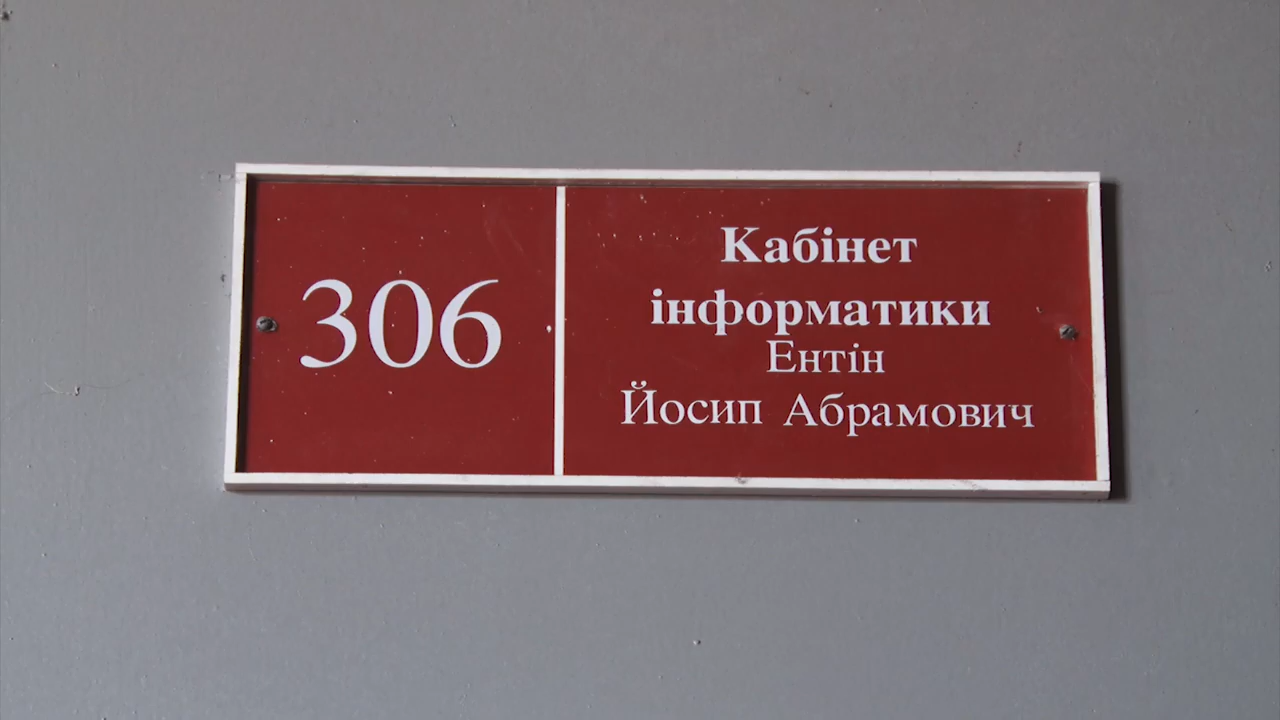 306
Кабінет
інформатики
Ентін
Йосип Абрамович